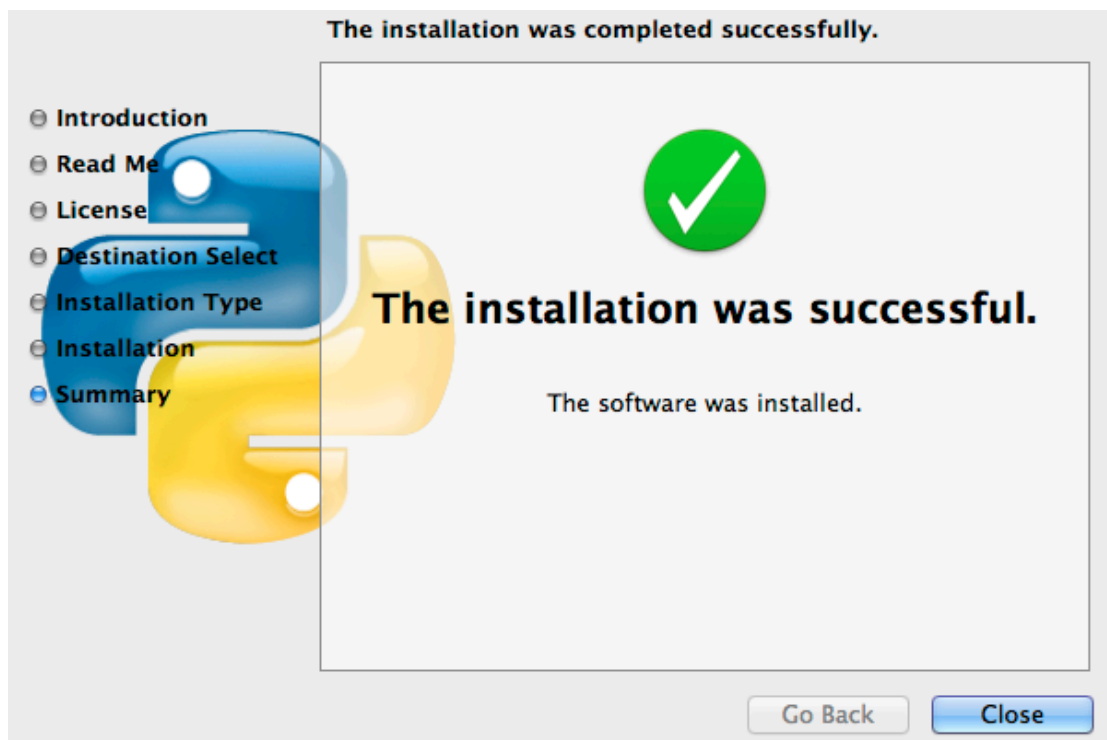 The installation was completed successfully.
Introduction
Read Me
License
Destination Select
Installation Type
Installation
Summary
The installation was successful.
The software was installed.
Go Back
Close